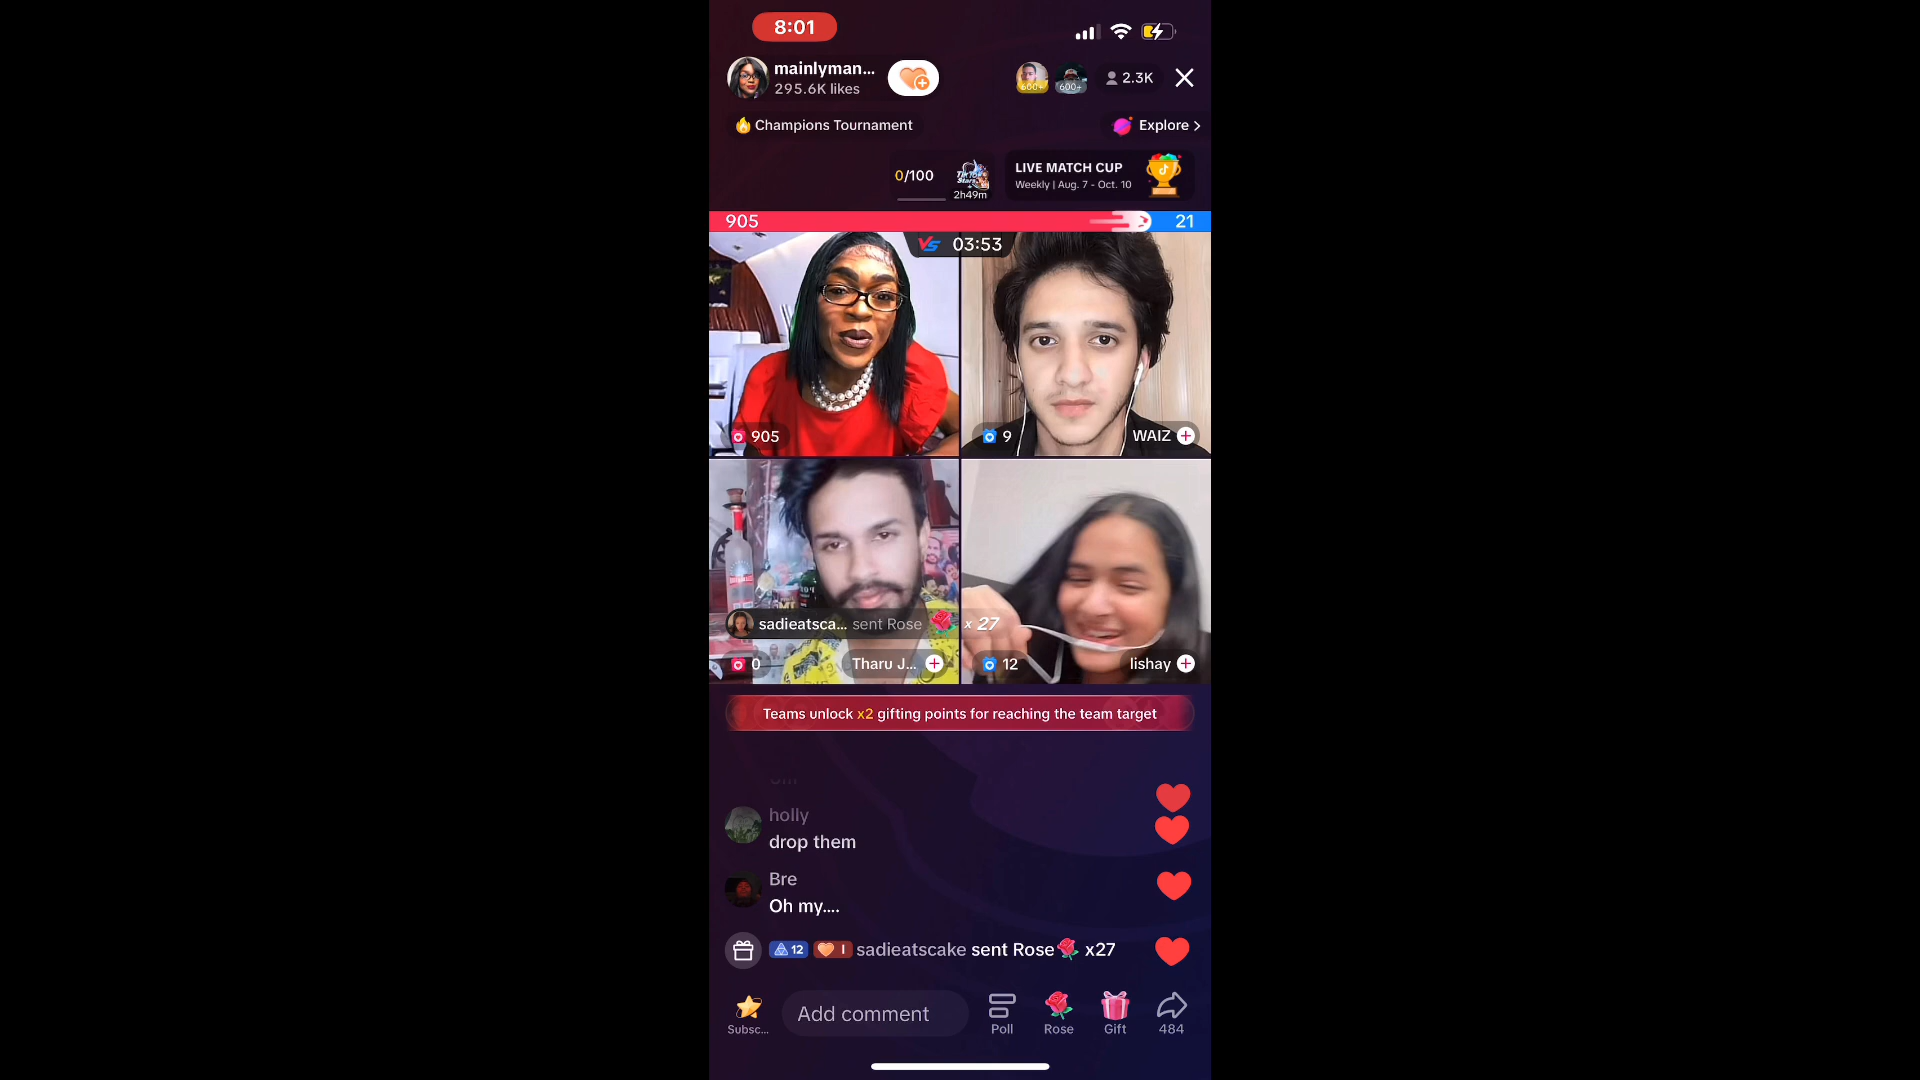 8:01
mainlyman...
295.6K likes
600+
600+
2.3K
Champions Tournament
Explore >
0/100
2h49m
LIVE MATCH CUP
Weekly | Aug. 7 - Oct. 10
905
21
VS 03:53
905
9
WAIZ
sadieatsca... sent Rose x 27
0
Tharu J...
12
lishay
Teams unlock x2 gifting points for reaching the team target
holly
drop them
Bre
Oh my....
12 I sadieatscake sent Rose x27
Subsc...
Add comment
Poll
Rose
Gift
484